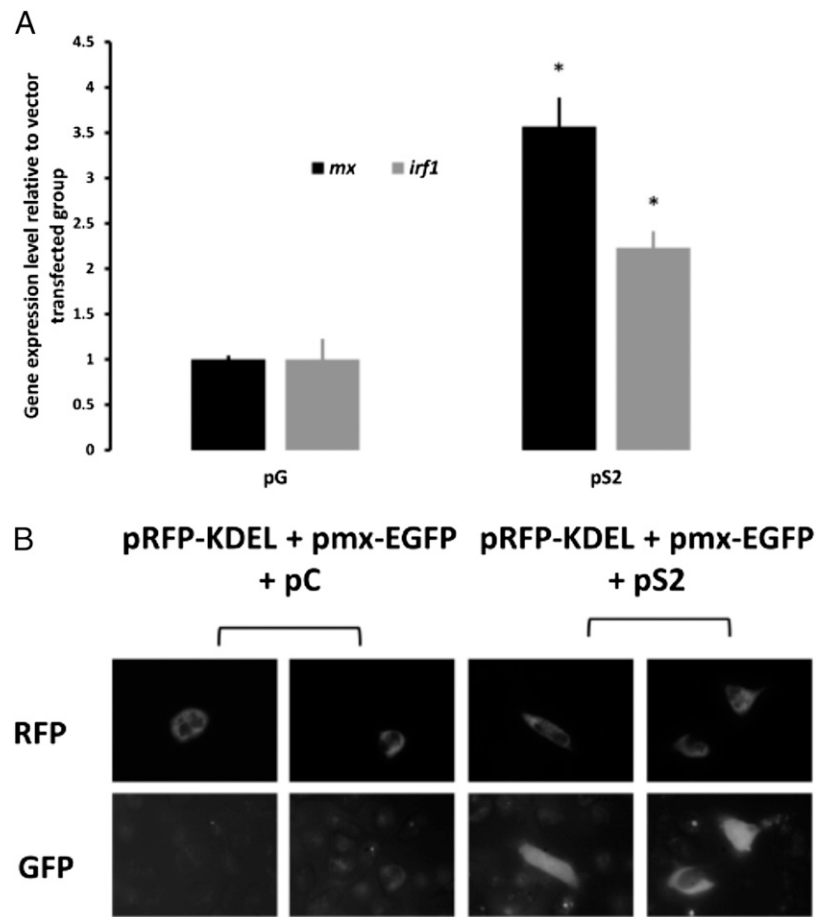 A
Gene expression level relative to vector
transfected group
4.5
4
3.5
3
2.5
2
1.5
1
0.5
0
*
*
mx irf1
pG pS2
B
pRFP-KDEL + pmx-EGFP pRFP-KDEL + pmx-EGFP
+ pC + pS2
RFP
GFP